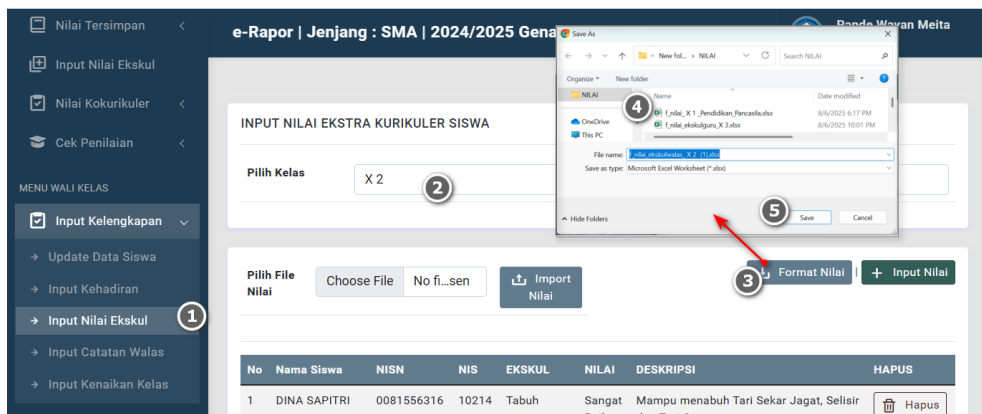 Nilai Tersimpan
Input Nilai Ekskul
Nilai Kokurikuler
Cek Penilaian
MENU WALI KELAS
Input Kelengkapan
Update Data Siswa
Input Kehadiran
Input Nilai Ekskul
1
Input Catatan Walas
Input Kenaikan Kelas
e-Rapor | Jenjang : SMA | 2024/2025 Gena
Pande Wayan Meita
INPUT NILAI EKSTRA KURIKULER SISWA
Pilih Kelas
X 2
2
Save As
New fol... > NILAI
Search NILAI
Organize
New folder
NILAI
OneDrive
This PC
4
Name
Date modified
f_nilai_X 1 _Pendidikan_Pancasila.xlsx
8/6/2025 6:17 PM
f_nilai_ekskulguru_X 3.xlsx
8/6/2025 10:01 PM
File name:
f_nilai_ekskulwalas_X 2 (1).xlsx
Save as type:
Microsoft Excel Worksheet (*.xlsx)
Hide Folders
5
Save
Cancel
Pilih File
Nilai
Choose File
No fi...sen
Import
Nilai
3
Format Nilai
|
+ Input Nilai
No Nama Siswa NISN NIS EKSKUL NILAI DESKRIPSI HAPUS
1 DINA SAPITRI 0081556316 10214 Tabuh Sangat Mampu menabuh Tari Sekar Jagat, Selisir Hapus